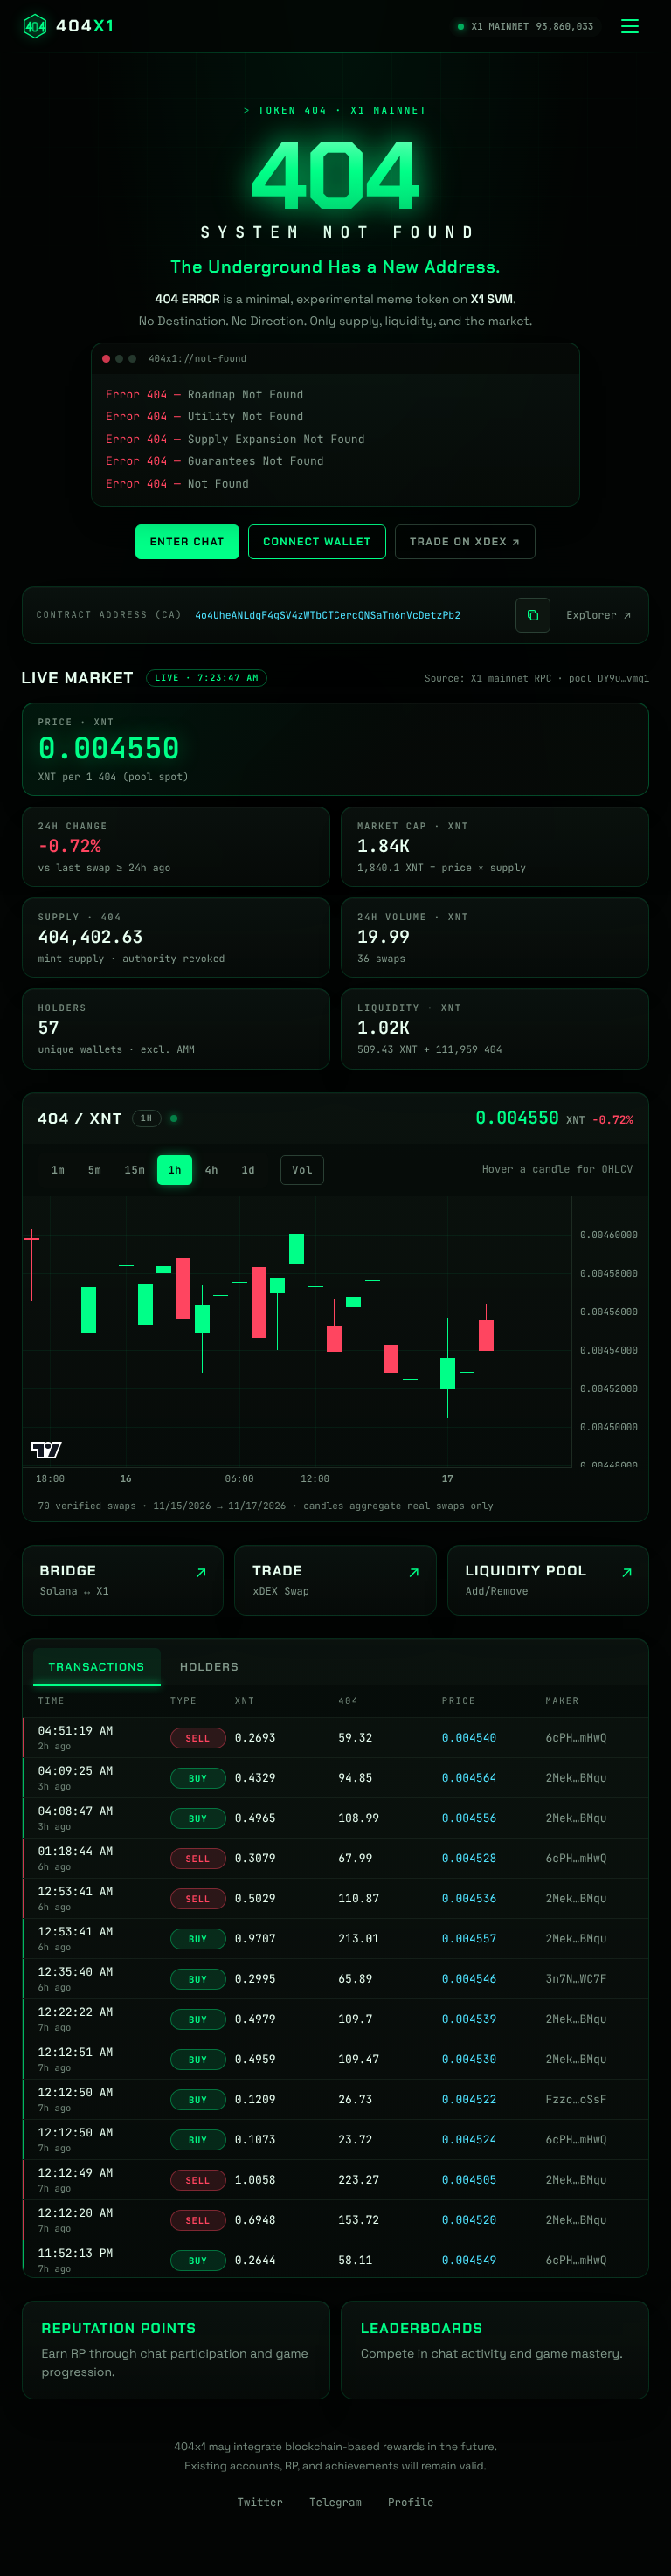 404 404X1
X1 MAINNET 93,860,033
> TOKEN 404 · X1 MAINNET
404
SYSTEM NOT FOUND
The Underground Has a New Address.
404 ERROR is a minimal, experimental meme token on X1 SVM.
No Destination. No Direction. Only supply, liquidity, and the market.
404x1://not-found
Error 404 — Roadmap Not Found
Error 404 — Utility Not Found
Error 404 — Supply Expansion Not Found
Error 404 — Guarantees Not Found
Error 404 — Not Found
ENTER CHAT CONNECT WALLET TRADE ON XDEX ↗
CONTRACT ADDRESS (CA) 4o4UheANLdqF4gSV4zWTbCTCercQNSaTm6nVcDetzPb2 Explorer ↗
LIVE MARKET LIVE · 7:23:47 AM Source: X1 mainnet RPC · pool DY9u…vmq1
PRICE · XNT
0.004550
XNT per 1 404 (pool spot)
24H CHANGE
-0.72%
vs last swap ≥ 24h ago
MARKET CAP · XNT
1.84K
1,840.1 XNT = price × supply
SUPPLY · 404
404,402.63
mint supply · authority revoked
24H VOLUME · XNT
19.99
36 swaps
HOLDERS
57
unique wallets · excl. AMM
LIQUIDITY · XNT
1.02K
509.43 XNT + 111,959 404
404 / XNT 1H 0.004550 XNT -0.72%
1m 5m 15m 1h 4h 1d Vol Hover a candle for OHLCV
0.00460000
0.00458000
0.00456000
0.00454000
0.00452000
0.00450000
0.00448000
18:00 16 06:00 12:00 17
70 verified swaps · 11/15/2026 → 11/17/2026 · candles aggregate real swaps only
BRIDGE ↗
Solana ↔ X1
TRADE ↗
xDEX Swap
LIQUIDITY POOL ↗
Add/Remove
TRANSACTIONS HOLDERS
TIME TYPE XNT 404 PRICE MAKER
04:51:19 AM SELL 0.2693 59.32 0.004540 6cPH…mHwQ
2h ago
04:09:25 AM BUY 0.4329 94.85 0.004564 2Mek…BMqu
3h ago
04:08:47 AM BUY 0.4965 108.99 0.004556 2Mek…BMqu
3h ago
01:18:44 AM SELL 0.3079 67.99 0.004528 6cPH…mHwQ
6h ago
12:53:41 AM SELL 0.5029 110.87 0.004536 2Mek…BMqu
6h ago
12:53:41 AM BUY 0.9707 213.01 0.004557 2Mek…BMqu
6h ago
12:35:40 AM BUY 0.2995 65.89 0.004546 3n7N…WC7F
6h ago
12:22:22 AM BUY 0.4979 109.7 0.004539 2Mek…BMqu
7h ago
12:12:51 AM BUY 0.4959 109.47 0.004530 2Mek…BMqu
7h ago
12:12:50 AM BUY 0.1209 26.73 0.004522 Fzzc…oSsF
7h ago
12:12:50 AM BUY 0.1073 23.72 0.004524 6cPH…mHwQ
7h ago
12:12:49 AM SELL 1.0058 223.27 0.004505 2Mek…BMqu
7h ago
12:12:20 AM SELL 0.6948 153.72 0.004520 2Mek…BMqu
7h ago
11:52:13 PM BUY 0.2644 58.11 0.004549 6cPH…mHwQ
7h ago
REPUTATION POINTS
Earn RP through chat participation and game
progression.
LEADERBOARDS
Compete in chat activity and game mastery.
404x1 may integrate blockchain-based rewards in the future.
Existing accounts, RP, and achievements will remain valid.
Twitter Telegram Profile